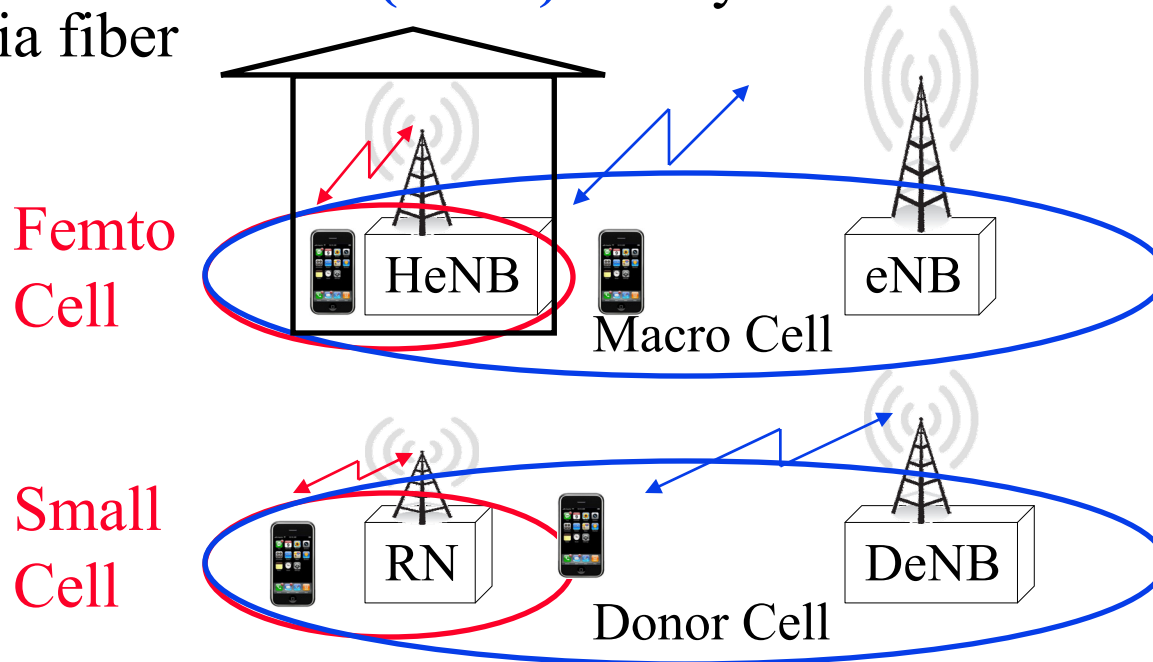 ia fiber
Femto
Cell
HeNB
eNB
Macro Cell
Small
Cell
RN
DeNB
Donor Cell